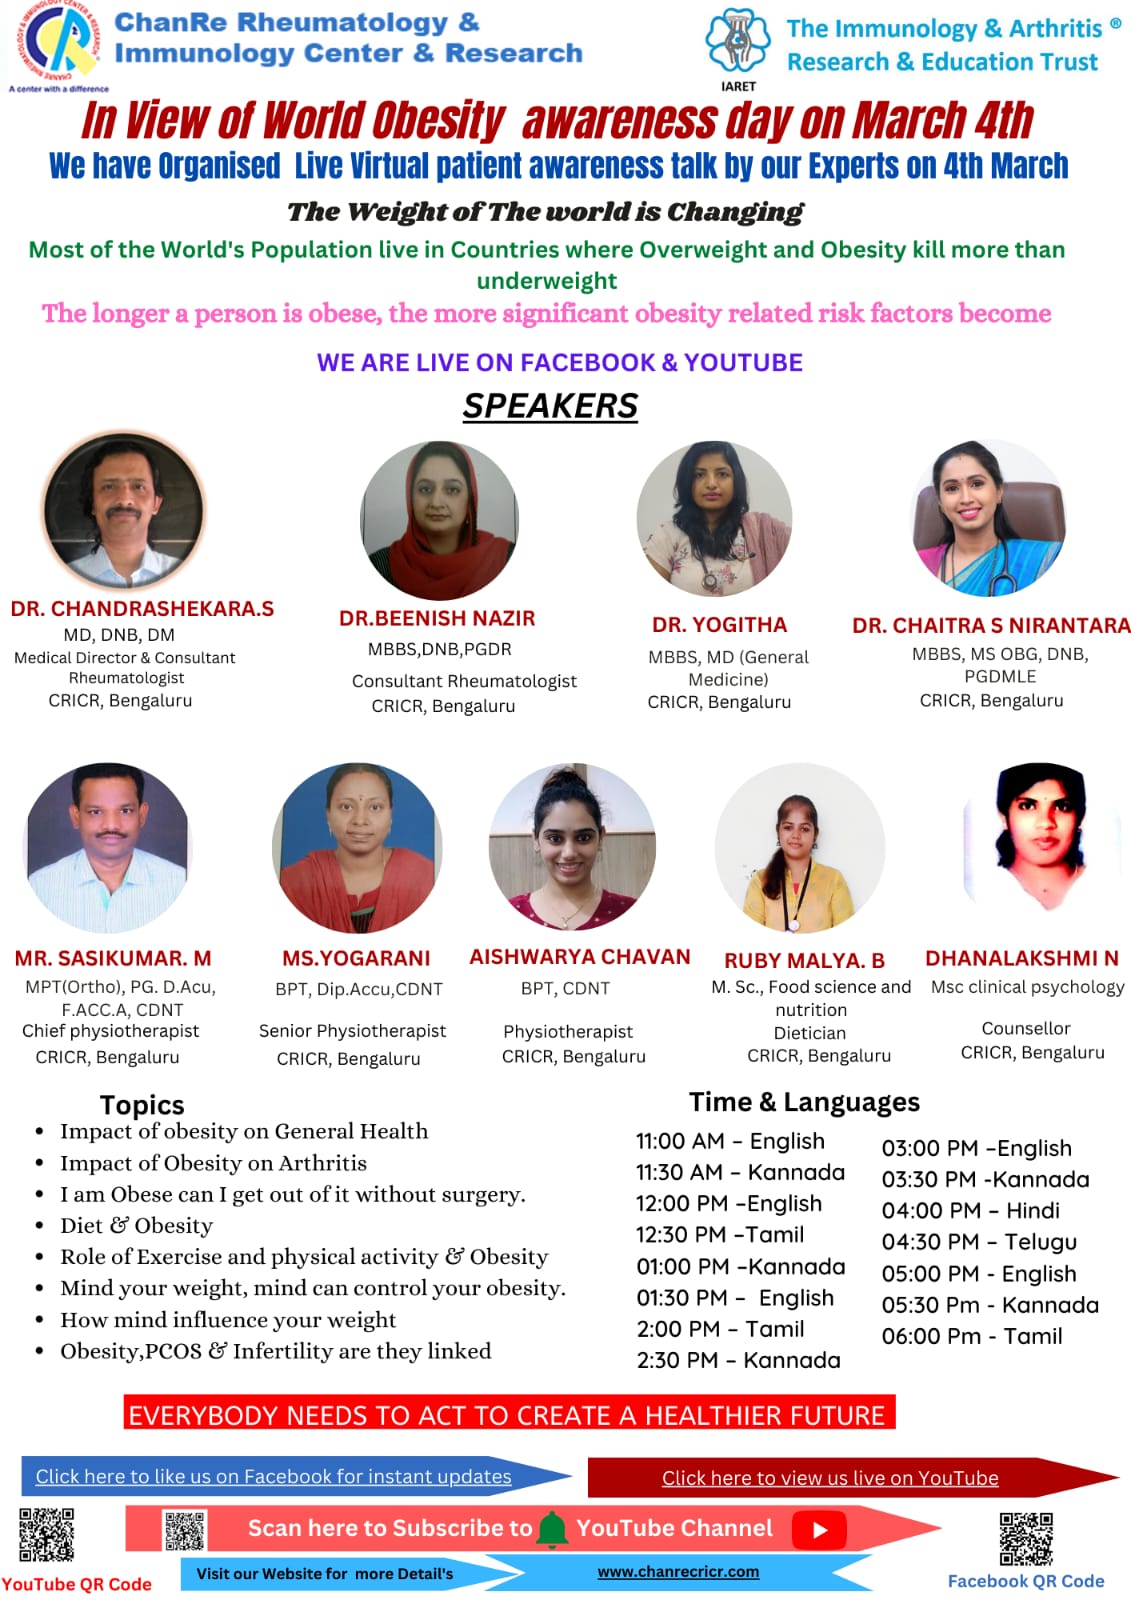 ChanRe Rheumatology &
Immunology Center & Research
A center with a difference
The Immunology & Arthritis ®
Research & Education Trust
IARET
In View of World Obesity awareness day on March 4th
We have Organised Live Virtual patient awareness talk by our Experts on 4th March
The Weight of The world is Changing
Most of the World's Population live in Countries where Overweight and Obesity kill more than
underweight
The longer a person is obese, the more significant obesity related risk factors become
WE ARE LIVE ON FACEBOOK & YOUTUBE
SPEAKERS
DR. CHANDRASHEKARA.S
MD, DNB, DM
Medical Director & Consultant
Rheumatologist
CRICR, Bengaluru
DR.BEENISH NAZIR
MBBS,DNB,PGDR
Consultant Rheumatologist
CRICR, Bengaluru
DR. YOGITHA
MBBS, MD (General
Medicine)
CRICR, Bengaluru
DR. CHAITRA S NIRANTARA
MBBS, MS OBG, DNB,
PGDMLE
CRICR, Bengaluru
MR. SASIKUMAR. M
MPT(Ortho), PG. D.Acu,
F.ACC.A, CDNT
Chief physiotherapist
CRICR, Bengaluru
MS.YOGARANI
BPT, Dip.Accu,CDNT
Senior Physiotherapist
CRICR, Bengaluru
AISHWARYA CHAVAN
BPT, CDNT
Physiotherapist
CRICR, Bengaluru
RUBY MALYA. B
M. Sc., Food science and
nutrition
Dietician
CRICR, Bengaluru
DHANALAKSHMI N
Msc clinical psychology
Counsellor
CRICR, Bengaluru
Topics
• Impact of obesity on General Health
• Impact of Obesity on Arthritis
• I am Obese can I get out of it without surgery.
• Diet & Obesity
• Role of Exercise and physical activity & Obesity
• Mind your weight, mind can control your obesity.
• How mind influence your weight
• Obesity,PCOS & Infertility are they linked
Time & Languages
11:00 AM – English
11:30 AM – Kannada
12:00 PM –English
12:30 PM –Tamil
01:00 PM –Kannada
01:30 PM – English
2:00 PM – Tamil
2:30 PM – Kannada
03:00 PM –English
03:30 PM -Kannada
04:00 PM – Hindi
04:30 PM – Telugu
05:00 PM - English
05:30 Pm - Kannada
06:00 Pm - Tamil
EVERYBODY NEEDS TO ACT TO CREATE A HEALTHIER FUTURE
Click here to like us on Facebook for instant updates
Click here to view us live on YouTube
Scan here to Subscribe to YouTube Channel
Visit our Website for more Detail's
www.chanrecricr.com
YouTube QR Code
Facebook QR Code